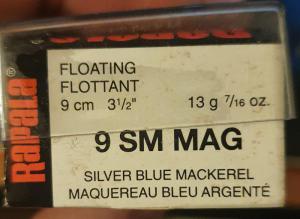 RAPALA
Rapala®
FLOATING
FLOTTANT
9 cm 3½" 13 g 7/16 oz.
9 SM MAG
SILVER BLUE MACKEREL
MAQUEREAU BLEU ARGENTÉ